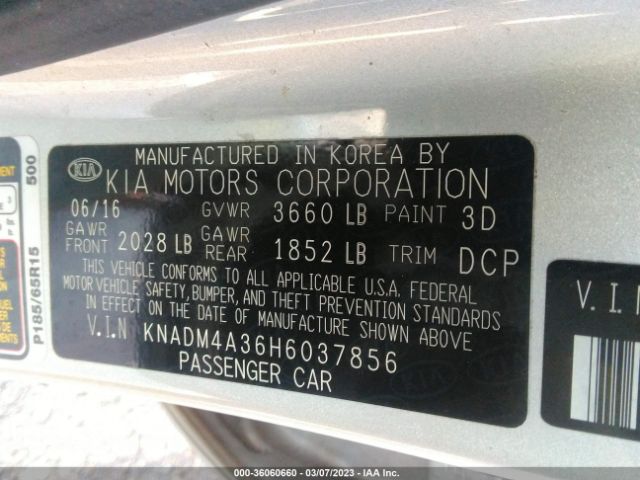 MANUFACTURED IN KOREA BY
KIA KIA MOTORS CORPORATION
06/16 GVWR 3660 LB PAINT 3D
GAWR FRONT 2028 LB GAWR REAR 1852 LB TRIM DCP
THIS VEHICLE CONFORMS TO ALL APPLICABLE U.S.A. FEDERAL
MOTOR VEHICLE SAFETY, BUMPER, AND THEFT PREVENTION STANDARDS
IN EFFECT ON THE DATE OF MANUFACTURE SHOWN ABOVE
V.I.N KNADM4A36H6037856
PASSENGER CAR
P185/65R15 500
V.I.N
000-36060660 - 03/07/2023 - IAA Inc.